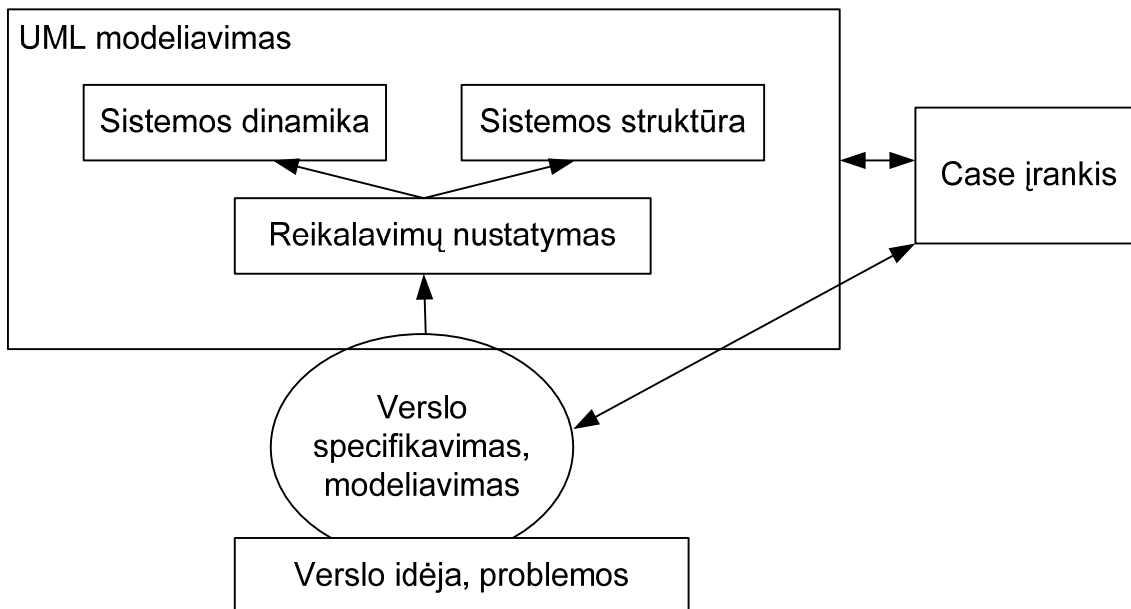 UML modeliavimas
Sistemos dinamika
Sistemos struktūra
Case įrankis
Reikalavimų nustatymas
Verslo
specifikavimas,
modeliavimas
Verslo idėja, problemos